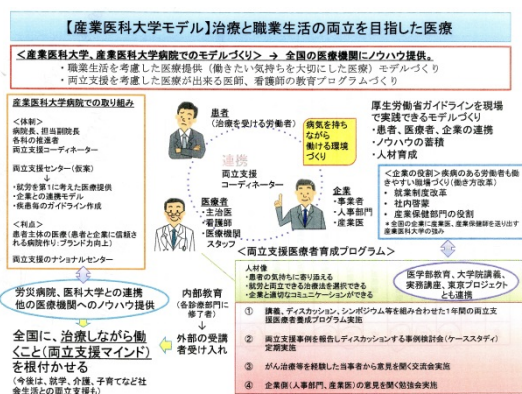 【産業医科大学モデル】治療と職業生活の両立を目指した医療
＜産業医科大学、産業医科大学病院でのモデルづくり＞ → 全国の医療機関にノウハウ提供。
・職業生活を考慮した医療提供（働きたい気持ちを大切にした医療）モデルづくり
・両立支援を考慮した医療が出来る医師、看護師の教育プログラムづくり
産業医科大学病院での取り組み
＜体制＞
病院長、担当副院長
各科の推進者
両立支援コーディネーター
両立支援センター（仮案）
↓
・就労を第1に考えた医療提供
・企業との連携モデル
・疾患毎のガイドライン作成
＜利点＞
患者主体の医療（患者と企業に信頼される病院作り：ブランド力向上）
両立支援のナショナルセンター
患者
（治療を受ける労働者）
病気を持ち
ながら
働ける環境
づくり
連携
両立支援
コーディネーター
医療者
・主治医
・看護師
・医療機関
スタッフ
企業
・事業者
・人事部門
・産業医
厚生労働省ガイドラインを現場
で実践できるモデルづくり
・患者、医療者、企業の連携
・ノウハウの蓄積
・人材育成
＜企業の役割＞疾病のある労働者も働
きやすい職場づくり（働き方改革）
・ 就業制度改革
・ 社内啓蒙
・ 産業保健部門の役割
・ 全国の企業に産業医、産業保健師を送り出す
産業医科大学の強み
＜両立支援医療者育成プログラム＞
人材像
・患者の気持ちに寄り添える
・就労と両立できる治療法を選択できる
・企業と適切なコミュニケーションができる
医学部教育、大学院講義、
実務講座、東京プロジェクト
とも連携
① 講義、ディスカッション、シンポジウム等を組み合わせた1年間の両立支
援医療者養成プログラム実施
② 両立支援事例を報告しディスカッションする事例検討会（ケーススタディ）
定期実施
③ がん治療等を経験した当事者から意見を聞く交流会実施
④ 企業側（人事部門、産業医）の意見を聞く勉強会実施
労災病院、医科大学との連携
他の医療機関へのノウハウ提供
内部教育
（各診療部門に
修了者）
外部の受講
者受け入れ
全国に、治療しながら働
くこと（両立支援マインド）
を根付かせる
（今後は、就学、介護、子育てなど社
会生活との両立支援も）